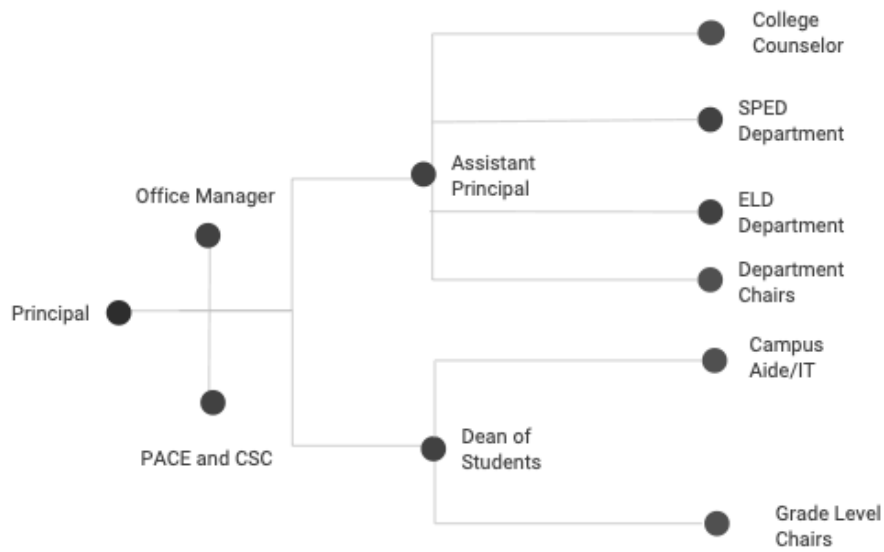 College
Counselor
SPED
Department
Assistant
Principal
Office Manager
ELD
Department
Department
Chairs
Principal
Campus
Aide/IT
Dean of
Students
PACE and CSC
Grade Level
Chairs